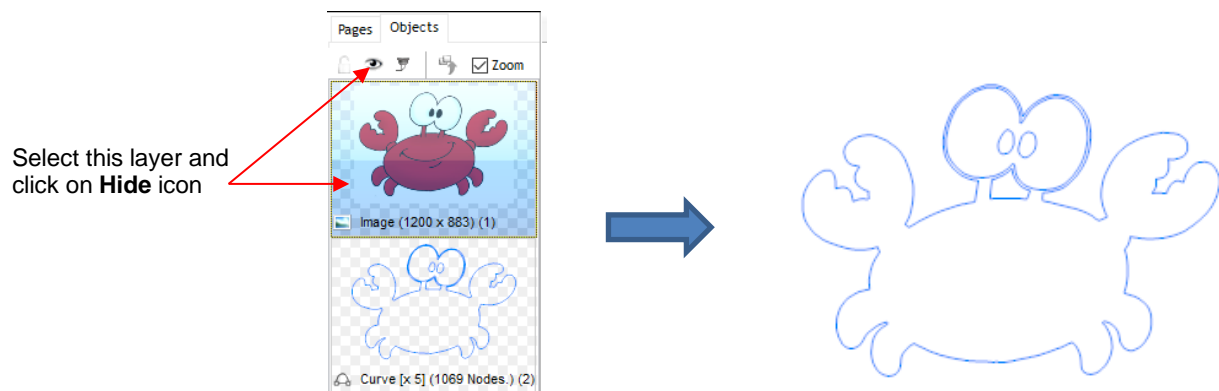 Pages Objects
Zoom
Select this layer and
click on Hide icon
Image (1200 x 883) (1)
Curve [x 5] (1069 Nodes.) (2)